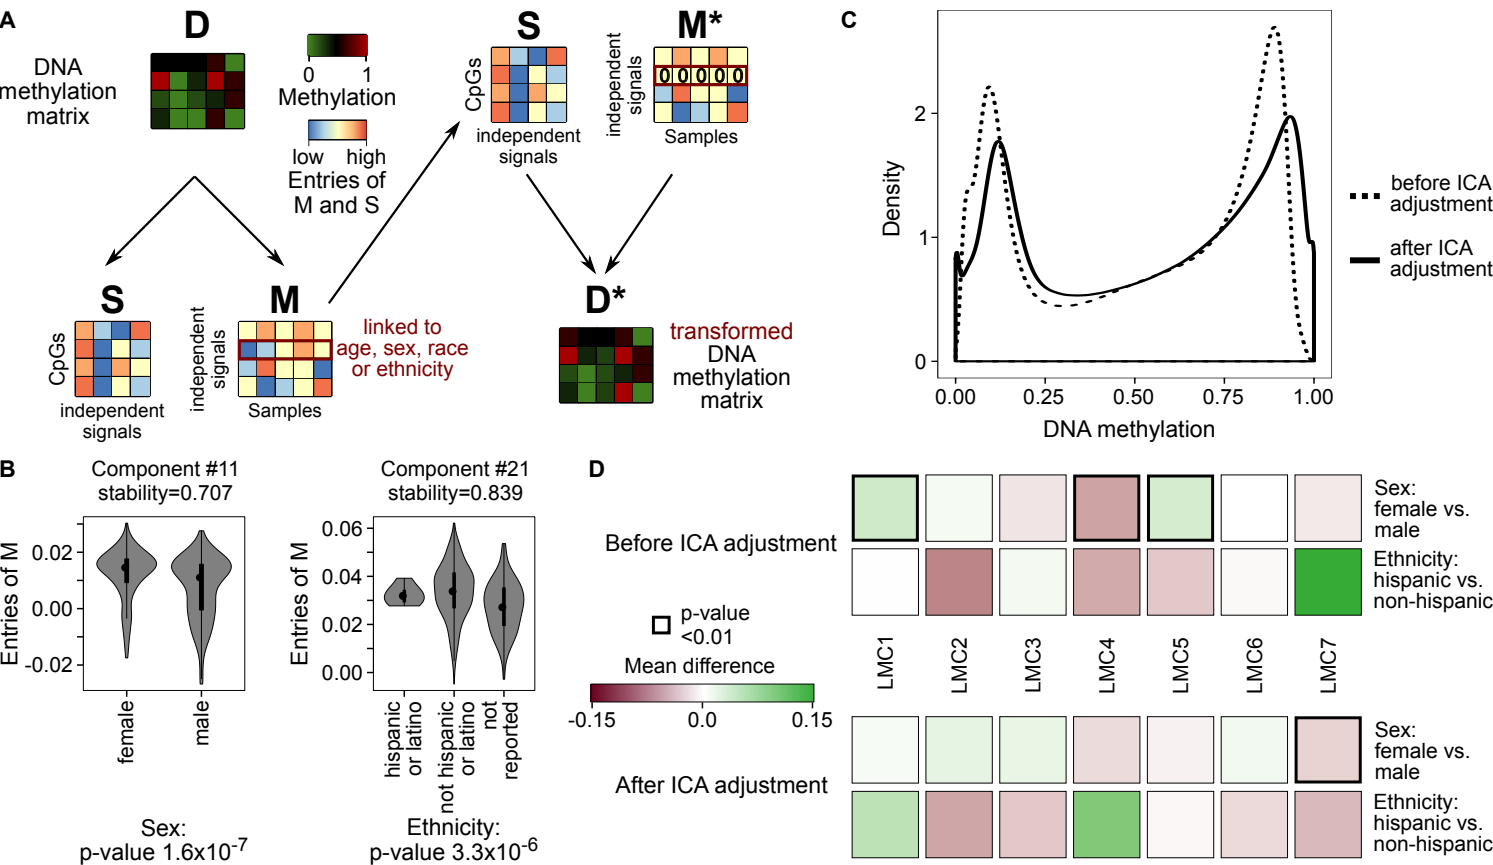 A
D
DNA
methylation
matrix
0 1
Methylation
low high
Entries of
M and S
S
CpGs
independent
signals
M
independent
signals
Samples
linked to
age, sex, race
or ethnicity
S
CpGs
independent
signals
M*
independent
signals
0 0 0 0 0
Samples
D*
transformed
DNA
methylation
matrix
B
Component #11
stability=0.707
Entries of M
0.02
0.00
-0.02
female
male
Sex:
p-value 1.6x10-7
Component #21
stability=0.839
Entries of M
0.06
0.04
0.02
0.00
hispanic
or latino
not hispanic
or latino
not
reported
Ethnicity:
p-value 3.3x10-6
C
Density
2
1
0
0.00 0.25 0.50 0.75 1.00
DNA methylation
before ICA
adjustment
after ICA
adjustment
D
Before ICA adjustment
Sex:
female vs.
male
Ethnicity:
hispanic vs.
non-hispanic
p-value
<0.01
Mean difference
-0.15 0.0 0.15
LMC1 LMC2 LMC3 LMC4 LMC5 LMC6 LMC7
After ICA adjustment
Sex:
female vs.
male
Ethnicity:
hispanic vs.
non-hispanic